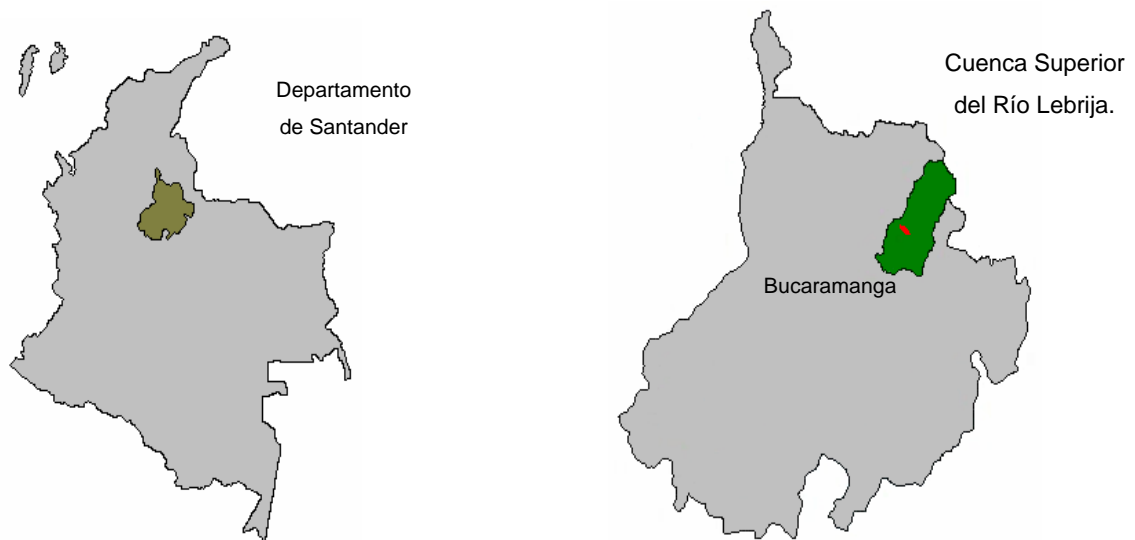 Departamento
de Santander
Cuenca Superior
del Río Lebrija.
Bucaramanga